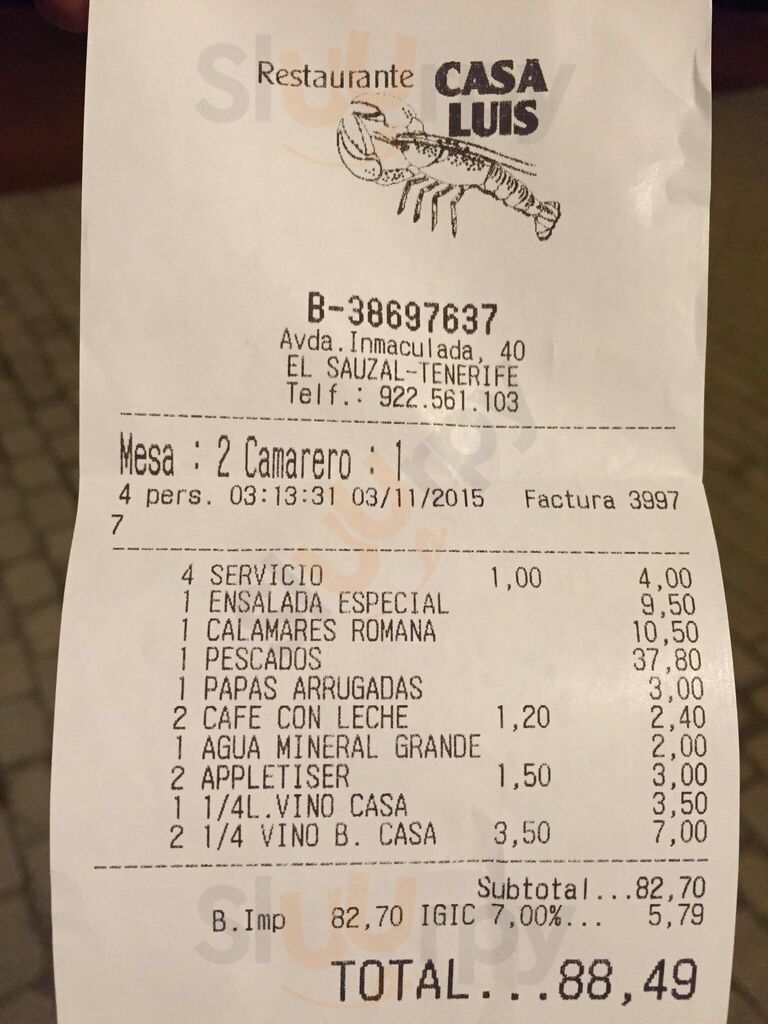 Restaurante CASA
LUIS
B-38697637
Avda.Inmaculada, 40
EL SAUZAL-TENERIFE
Telf.: 922.561.103
Mesa : 2 Camarero : 1
4 pers. 03:13:31 03/11/2015 Factura 3997
7
4 SERVICIO 1,00 4,00
1 ENSALADA ESPECIAL 9,50
1 CALAMARES ROMANA 10,50
1 PESCADOS 37,80
1 PAPAS ARRUGADAS 3,00
2 CAFE CON LECHE 1,20 2,40
1 AGUA MINERAL GRANDE 2,00
2 APPLETISER 1,50 3,00
1 1/4L.VINO CASA 3,50
2 1/4 VINO B. CASA 3,50 7,00
Subtotal...82,70
B.Imp 82,70 IGIC 7,00%... 5,79
TOTAL...88,49
Sluurpy
Sluurpy
Sluurpy